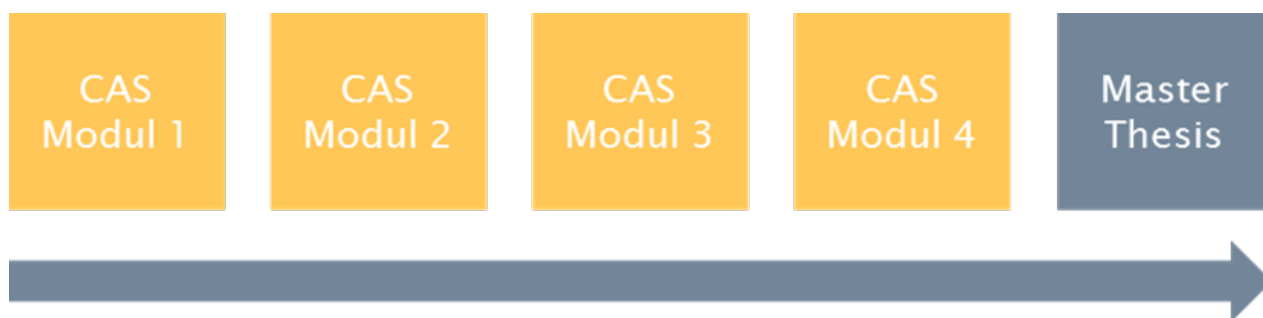 CAS
Modul 1
CAS
Modul 2
CAS
Modul 3
CAS
Modul 4
Master
Thesis